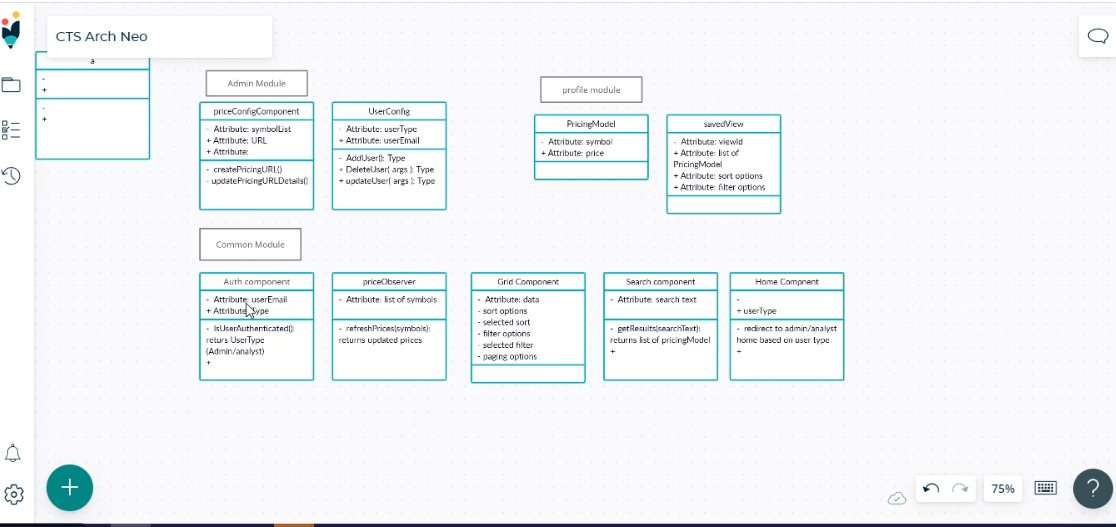 CTS Arch Neo
a
-
+
-
+
Admin Module
priceConfigComponent
- Attribute: symbolList
+ Attribute: URL
+ Attribute:
- createPricingURL()
- updatePricingURLDetails()
UserConfig
- Attribute: userType
+ Attribute: userEmail
- AddUser(): Type
+ DeleteUser( args ): Type
+ updateUser( args ): Type
profile module
PricingModel
- Attribute: symbol
+ Attribute: price
savedView
- Attribute: viewId
+ Attribute: list of
PricingModel
+ Attribute: sort options
+ Attribute: filter options
Common Module
Auth component
- Attribute: userEmail
+ Attribute: Type
- IsUserAuthenticated():
returs UserType
(Admin/analyst)
+
priceObserver
- Attribute: list of symbols
- refreshPrices(symbols):
returns updated prices
Grid Component
- Attribute: data
- sort options
- selected sort
- filter options
- selected filter
- paging options
Search component
- Attribute: search text
- getResults(searchText):
returns list of pricingModel
+
Home Compnent
-
+ userType
- redirect to admin/analyst
home based on user type
+
75%
?